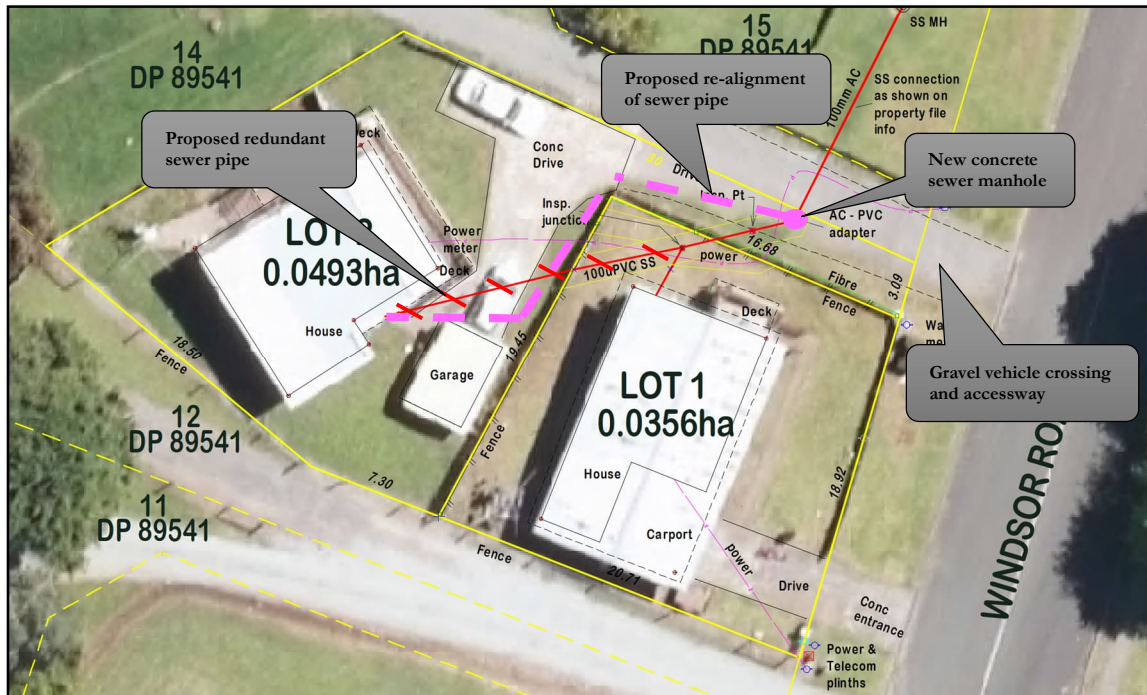 14
DP 89541
15
DP 89541
SS MH
Proposed re-alignment
of sewer pipe
100mm AC
SS connection
as shown on
property file
info
Proposed redundant
sewer pipe
Deck
Conc
Drive
New concrete
sewer manhole
Insp. Pt
Insp.
AC - PVC
adapter
LOT
0.0493ha
Power
meter
Deck
power
16.68
3.09
100uPVC SS
Fibre
Fence
House
18.50
Fence
19.45
Garage
Deck
Gravel vehicle crossing
and accessway
LOT 1
0.0356ha
12
DP 89541
7.30
Fence
18.92
11
DP 89541
House
Carport
power
Fence
20.71
Drive
Conc
entrance
WINDSOR
Power &
Telecom
plinths